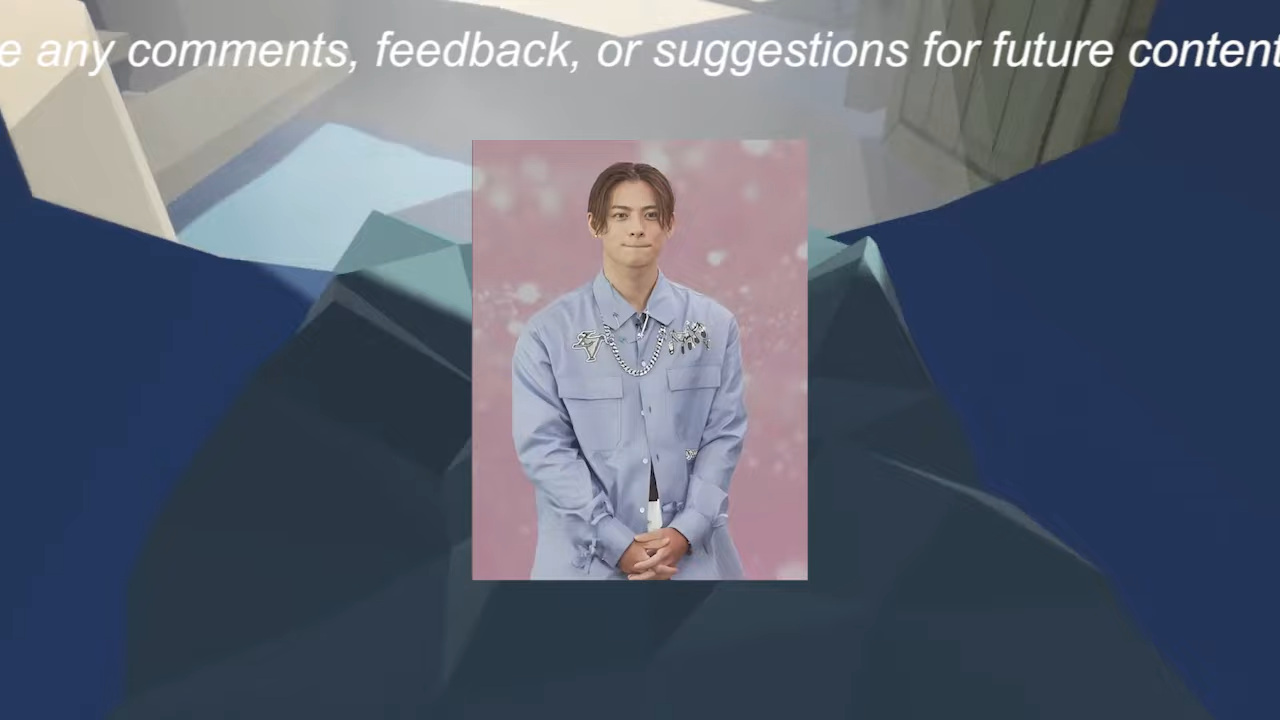 e any comments, feedback, or suggestions for future content